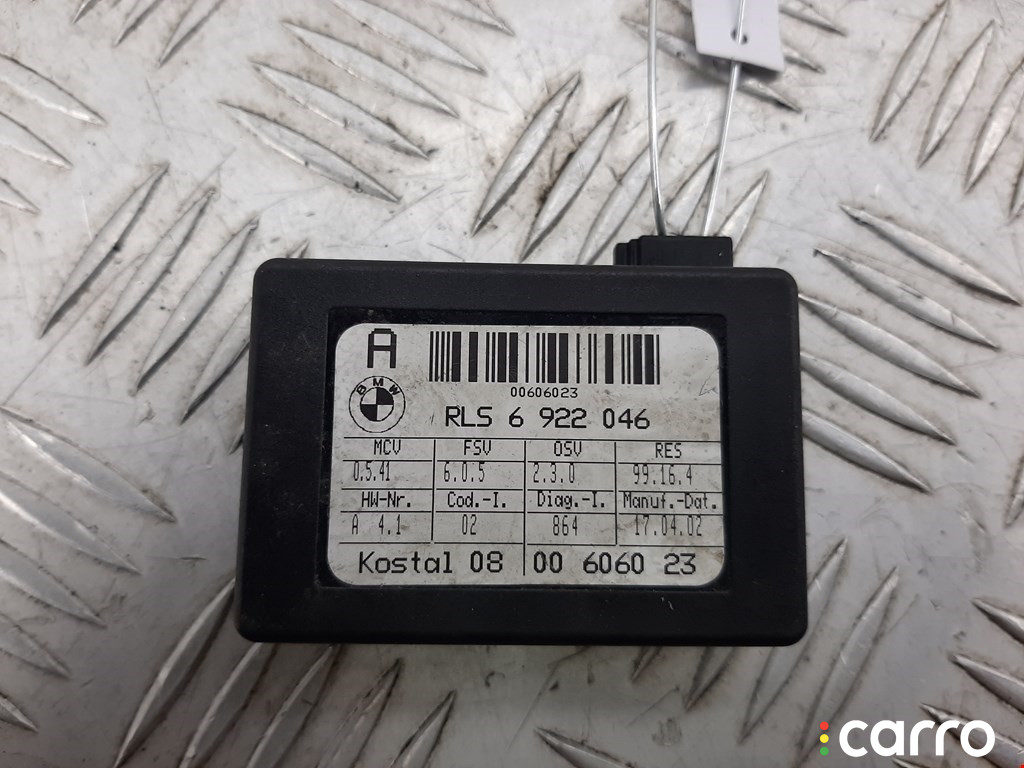 A
00606023
BMW
RLS 6 922 046
MCV FSV OSV RES
0.5.41 6.0.5 2.3.0 99.16.4
HW-Nr. Cod.-I. Diag.-I. Manuf.-Dat.
A 4.1 02 864 17.04.02
Kostal 08 00 6060 23
carro